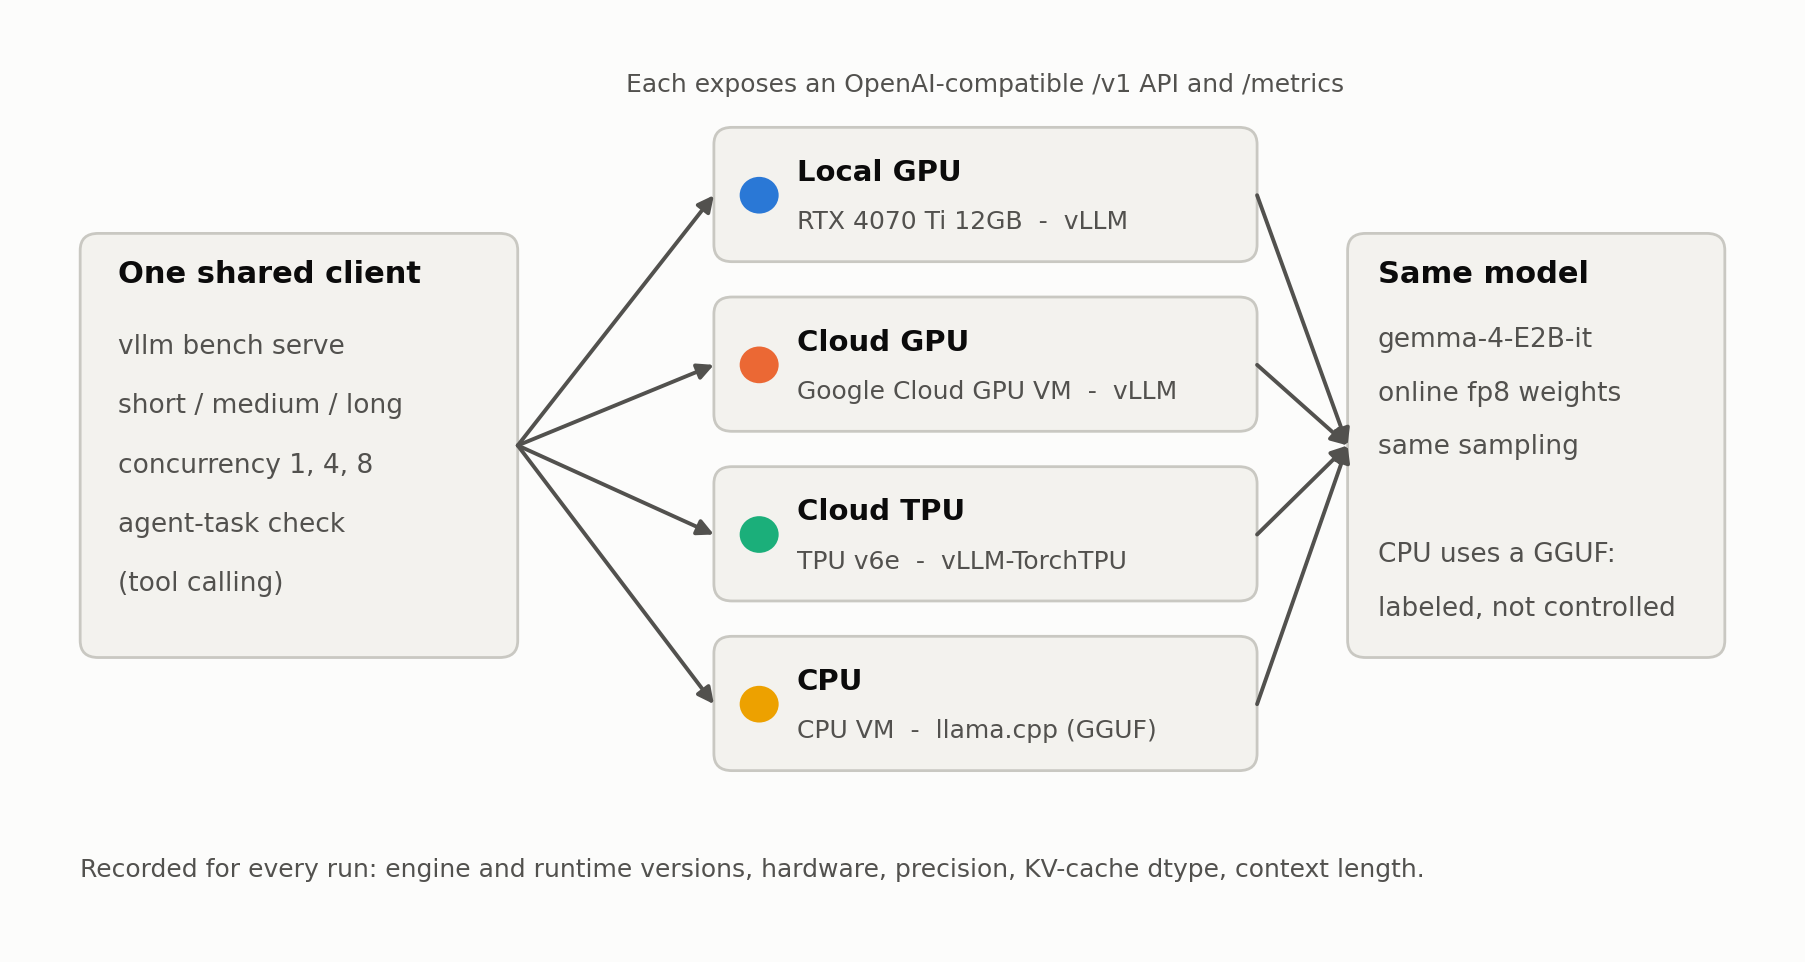 Each exposes an OpenAI-compatible /v1 API and /metrics
One shared client
vllm bench serve
short / medium / long
concurrency 1, 4, 8
agent-task check
(tool calling)
Local GPU
RTX 4070 Ti 12GB - vLLM
Cloud GPU
Google Cloud GPU VM - vLLM
Cloud TPU
TPU v6e - vLLM-TorchTPU
CPU
CPU VM - llama.cpp (GGUF)
Same model
gemma-4-E2B-it
online fp8 weights
same sampling
CPU uses a GGUF:
labeled, not controlled
Recorded for every run: engine and runtime versions, hardware, precision, KV-cache dtype, context length.